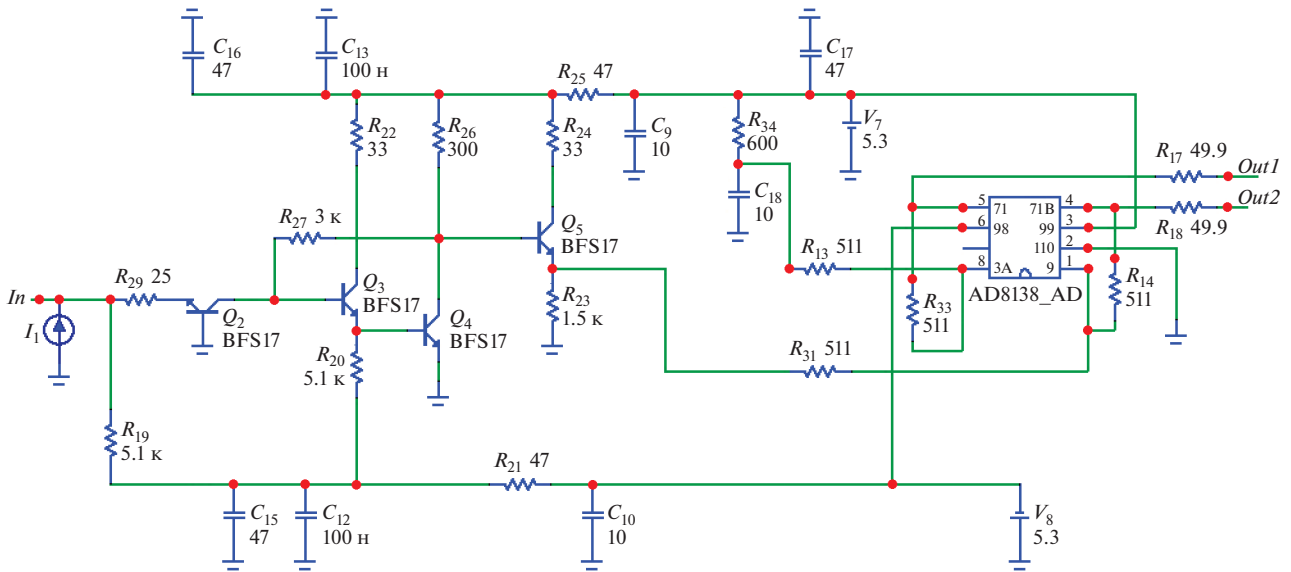 C16
47
C13
100 н
C17
47
R25 47
R22
33
R26
300
R24
33
C9
10
R34
600
V7
5.3
C18
10
R17 49.9
Out1
Out2
R18 49.9
R27 3 к
Q5
BFS17
R13 511
5 71 71B 4
6 98 99 3
110 2
8 3A 9 1
AD8138_AD
R14
511
R33
511
R29 25
In
I1
Q2
BFS17
Q3
BFS17
Q4
BFS17
R23
1.5 к
R20
5.1 к
R31 511
R19
5.1 к
R21 47
C15
47
C12
100 н
C10
10
V8
5.3